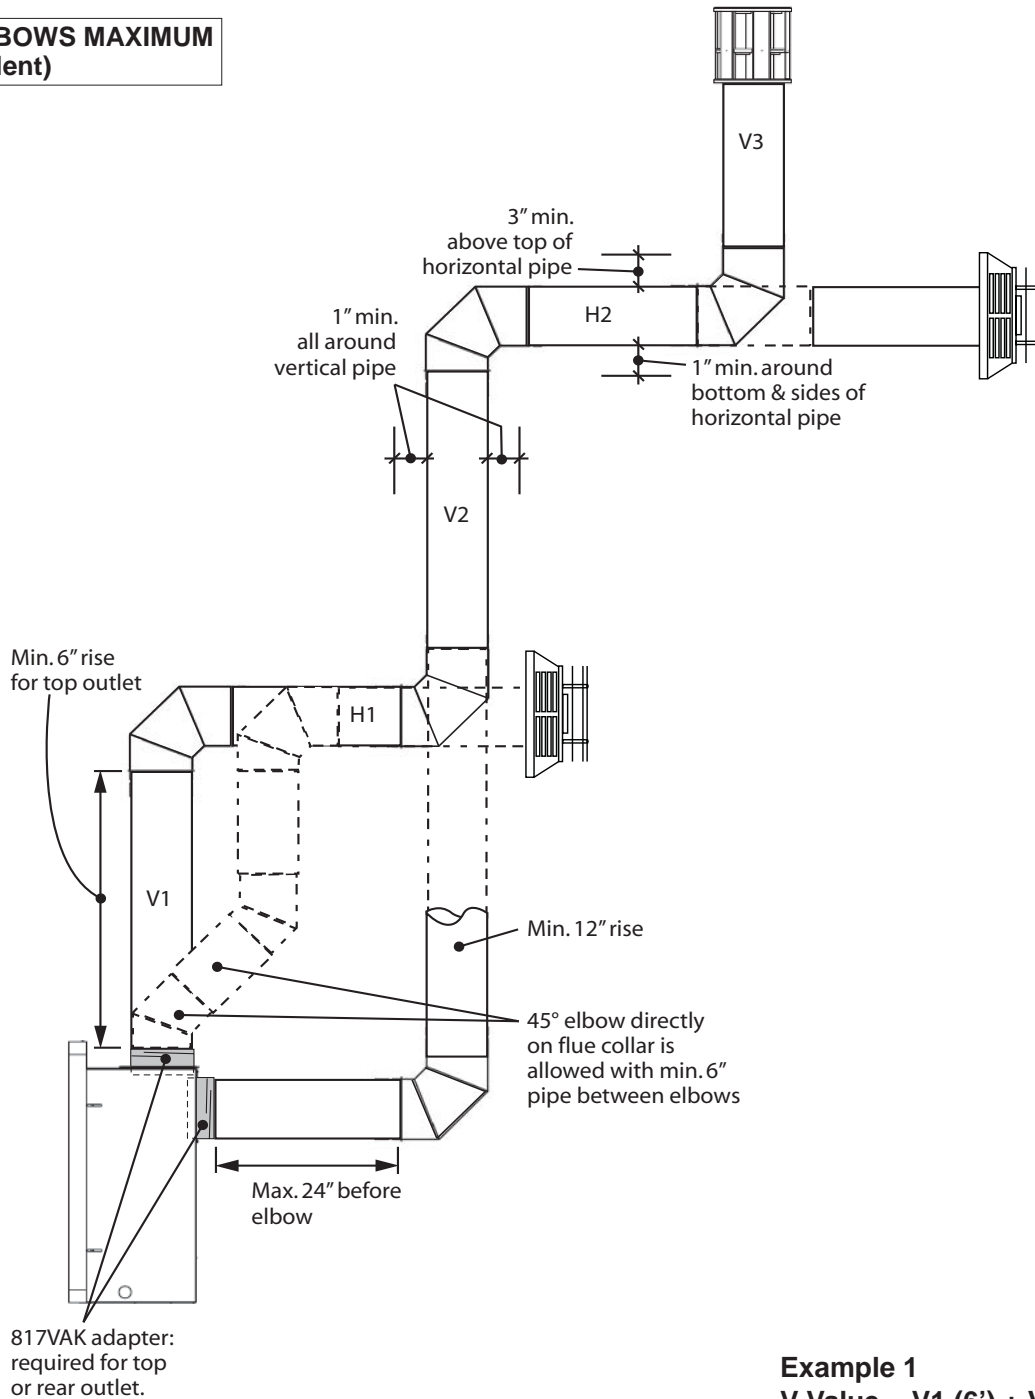 BOWS MAXIMUM
lent)
V3
3" min.
above top of
horizontal pipe
H2
1" min.
all around
vertical pipe
1" min. around
bottom & sides of
horizontal pipe
V2
Min. 6" rise
for top outlet
H1
V1
Min. 12" rise
45° elbow directly
on flue collar is
allowed with min. 6"
pipe between elbows
Max. 24" before
elbow
817VAK adapter:
required for top
or rear outlet.
Example 1